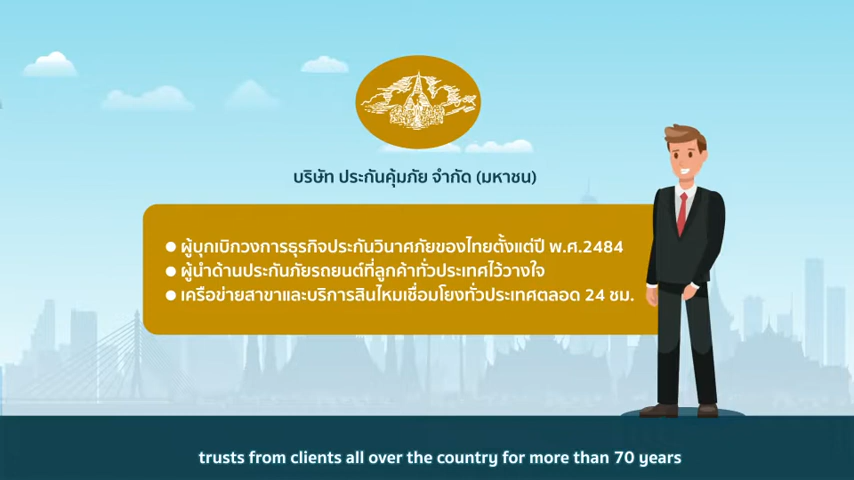 บริษัท ประกันคุ้มภัย จำกัด (มหาชน)
● ผู้บุกเบิกวงการธุรกิจประกันวินาศภัยของไทยตั้งแต่ปี พ.ศ.2484
● ผู้นำด้านประกันภัยรถยนต์ที่ลูกค้าทั่วประเทศไว้วางใจ
● เครือข่ายสาขาและบริการสินไหมเชื่อมโยงทั่วประเทศตลอด 24 ชม.
trusts from clients all over the country for more than 70 years